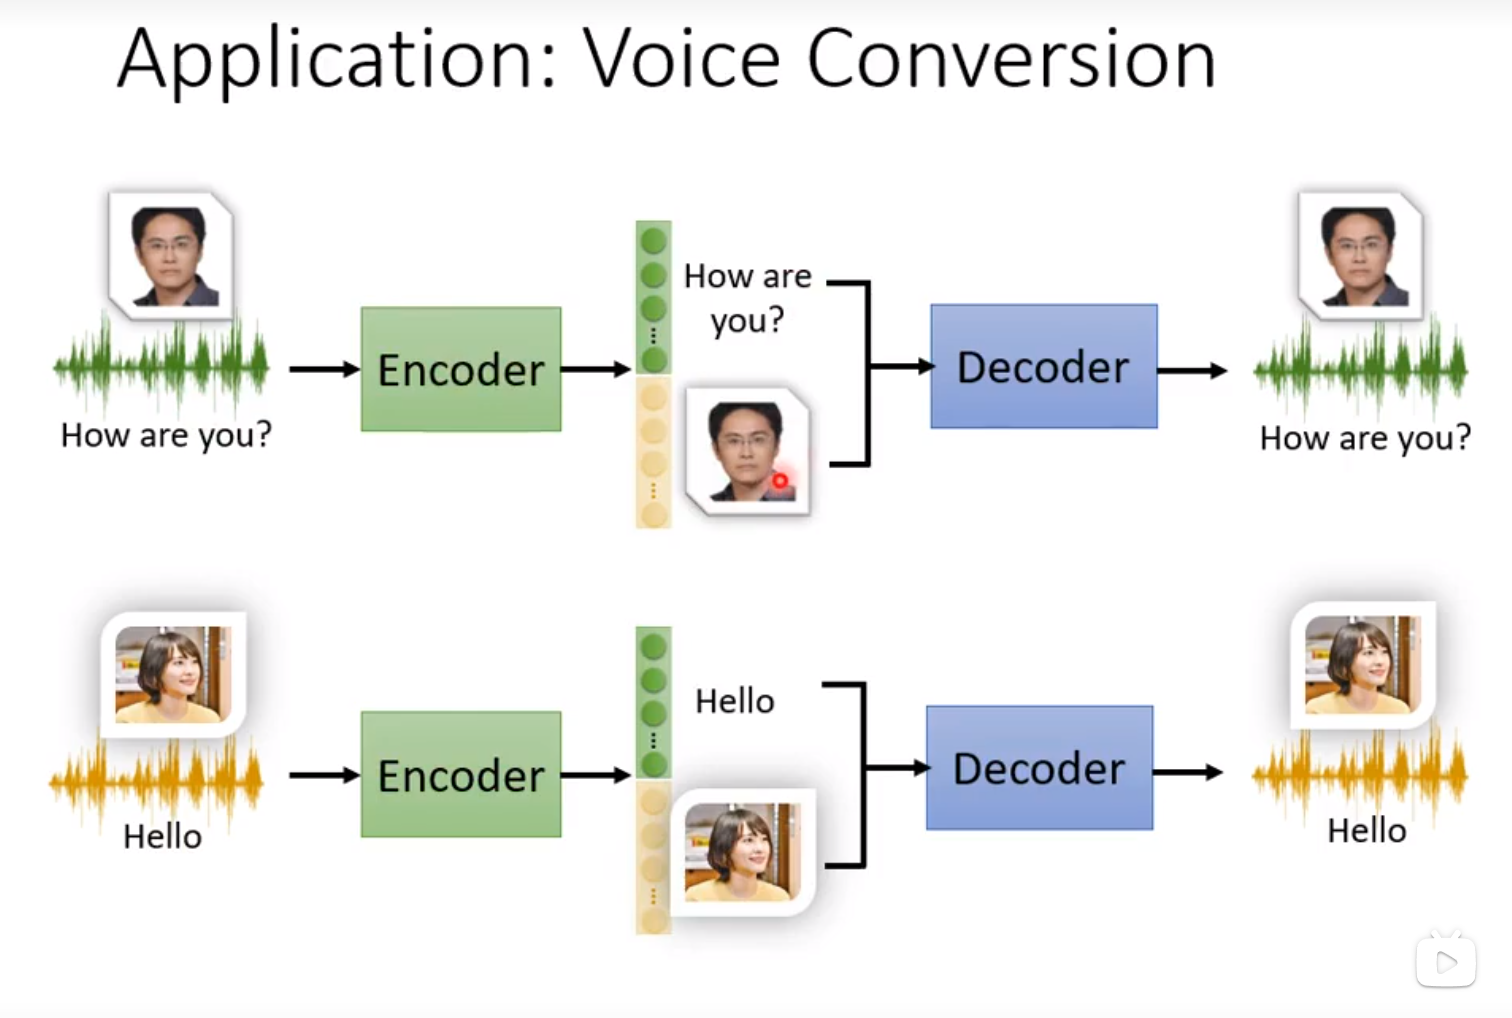 Application: Voice Conversion
How are you?
Encoder
How are
you?
Decoder
How are you?
Hello
Encoder
Hello
Decoder
Hello